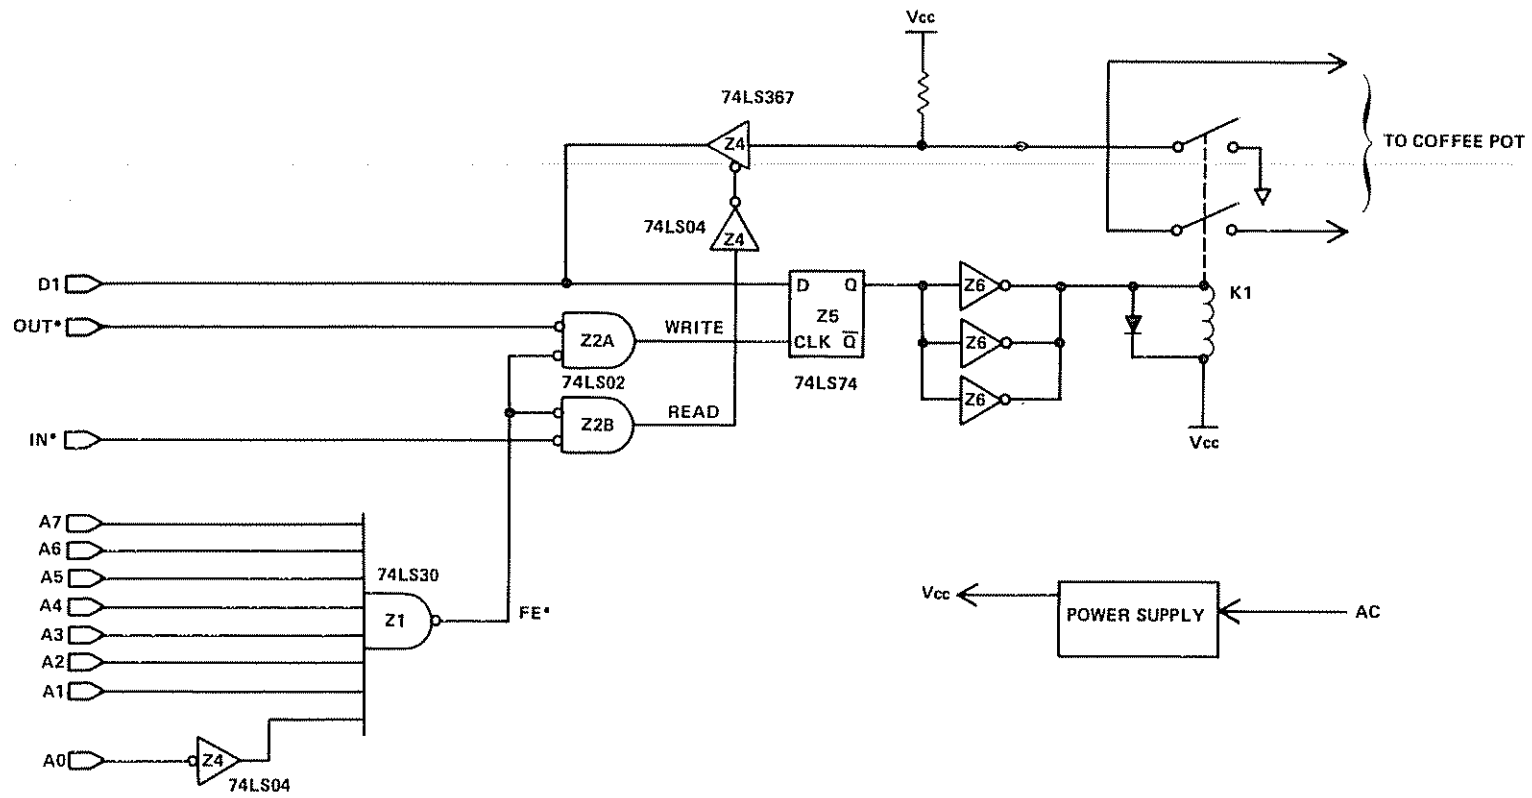 Vcc
74LS367
Z4
TO COFFEE POT
74LS04
Z4
D1
D Q
Z5
CLK Q̅
74LS74
Z6
Z6
Z6
K1
Vcc
OUT*
Z2A
WRITE
74LS02
Z2B
READ
IN*
A7
A6
A5
A4
A3
A2
A1
A0
74LS30
Z1
FE*
Z4
74LS04
Vcc
POWER SUPPLY
AC